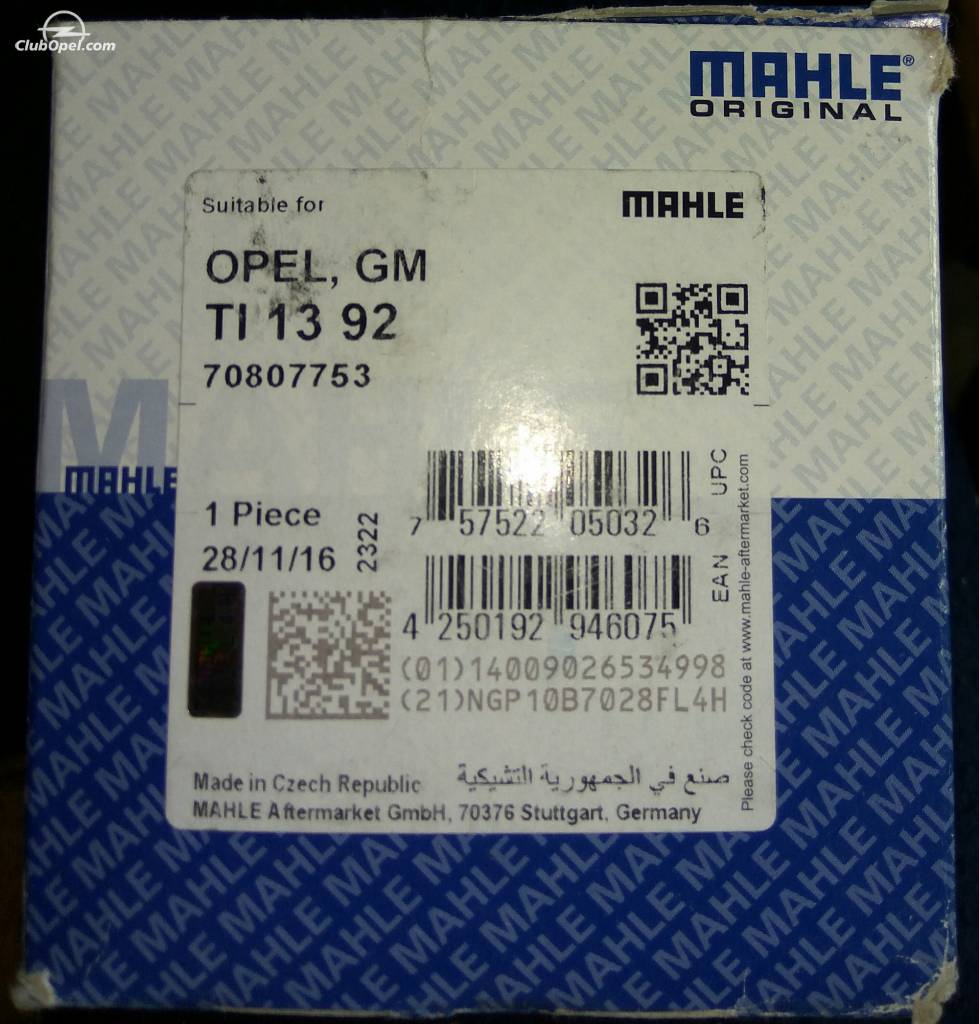 ClubOpel.com
MAHLE®
ORIGINAL
Suitable for
MAHLE
OPEL, GM
TI 13 92
70807753
MAHLE
1 Piece
28/11/16
2322
7 57522 05032 6
UPC
4 250192 946075
EAN
(01)14009026534998
(21)NGP10B7028FL4H
Please check code at www.mahle-aftermarket.com
Made in Czech Republic
صنع في الجمهورية التشيكية
MAHLE Aftermarket GmbH, 70376 Stuttgart, Germany